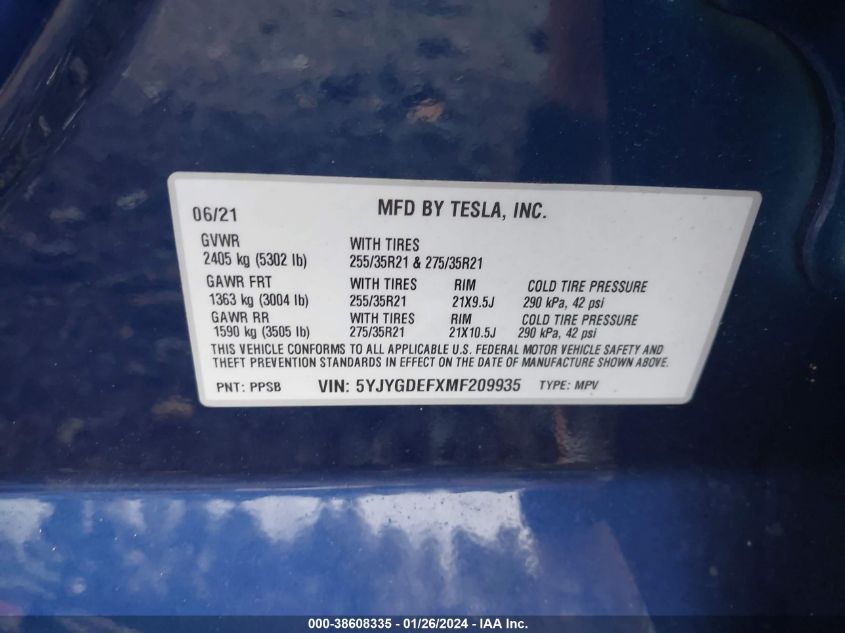 06/21 MFD BY TESLA, INC.
GVWR WITH TIRES
2405 kg (5302 lb) 255/35R21 & 275/35R21
GAWR FRT WITH TIRES RIM COLD TIRE PRESSURE
1363 kg (3004 lb) 255/35R21 21X9.5J 290 kPa, 42 psi
GAWR RR WITH TIRES RIM COLD TIRE PRESSURE
1590 kg (3505 lb) 275/35R21 21X10.5J 290 kPa, 42 psi
THIS VEHICLE CONFORMS TO ALL APPLICABLE U.S. FEDERAL MOTOR VEHICLE SAFETY AND
THEFT PREVENTION STANDARDS IN EFFECT ON THE DATE OF MANUFACTURE SHOWN ABOVE.
PNT: PPSB VIN: 5YJYGDEFXMF209935 TYPE: MPV
000-38608335 - 01/26/2024 - IAA Inc.